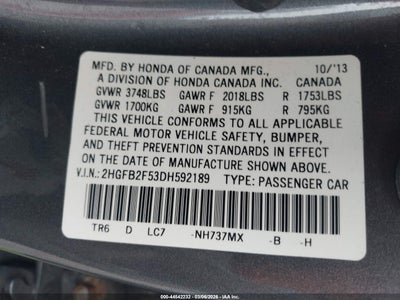 MFD. BY HONDA OF CANADA MFG., 10/'13
A DIVISION OF HONDA CANADA INC. CANADA
GVWR 3748LBS GAWR F 2018LBS R 1753LBS
GVWR 1700KG GAWR F 915KG R 795KG
THIS VEHICLE CONFORMS TO ALL APPLICABLE
FEDERAL MOTOR VEHICLE SAFETY, BUMPER,
AND THEFT PREVENTION STANDARDS IN EFFECT
ON THE DATE OF MANUFACTURE SHOWN ABOVE.
V.I.N.: 2HGFB2F53DH592189 TYPE: PASSENGER CAR
TR6 D LC7 -NH737MX -B -H
000-44642232 - 03/06/2026 - IAA